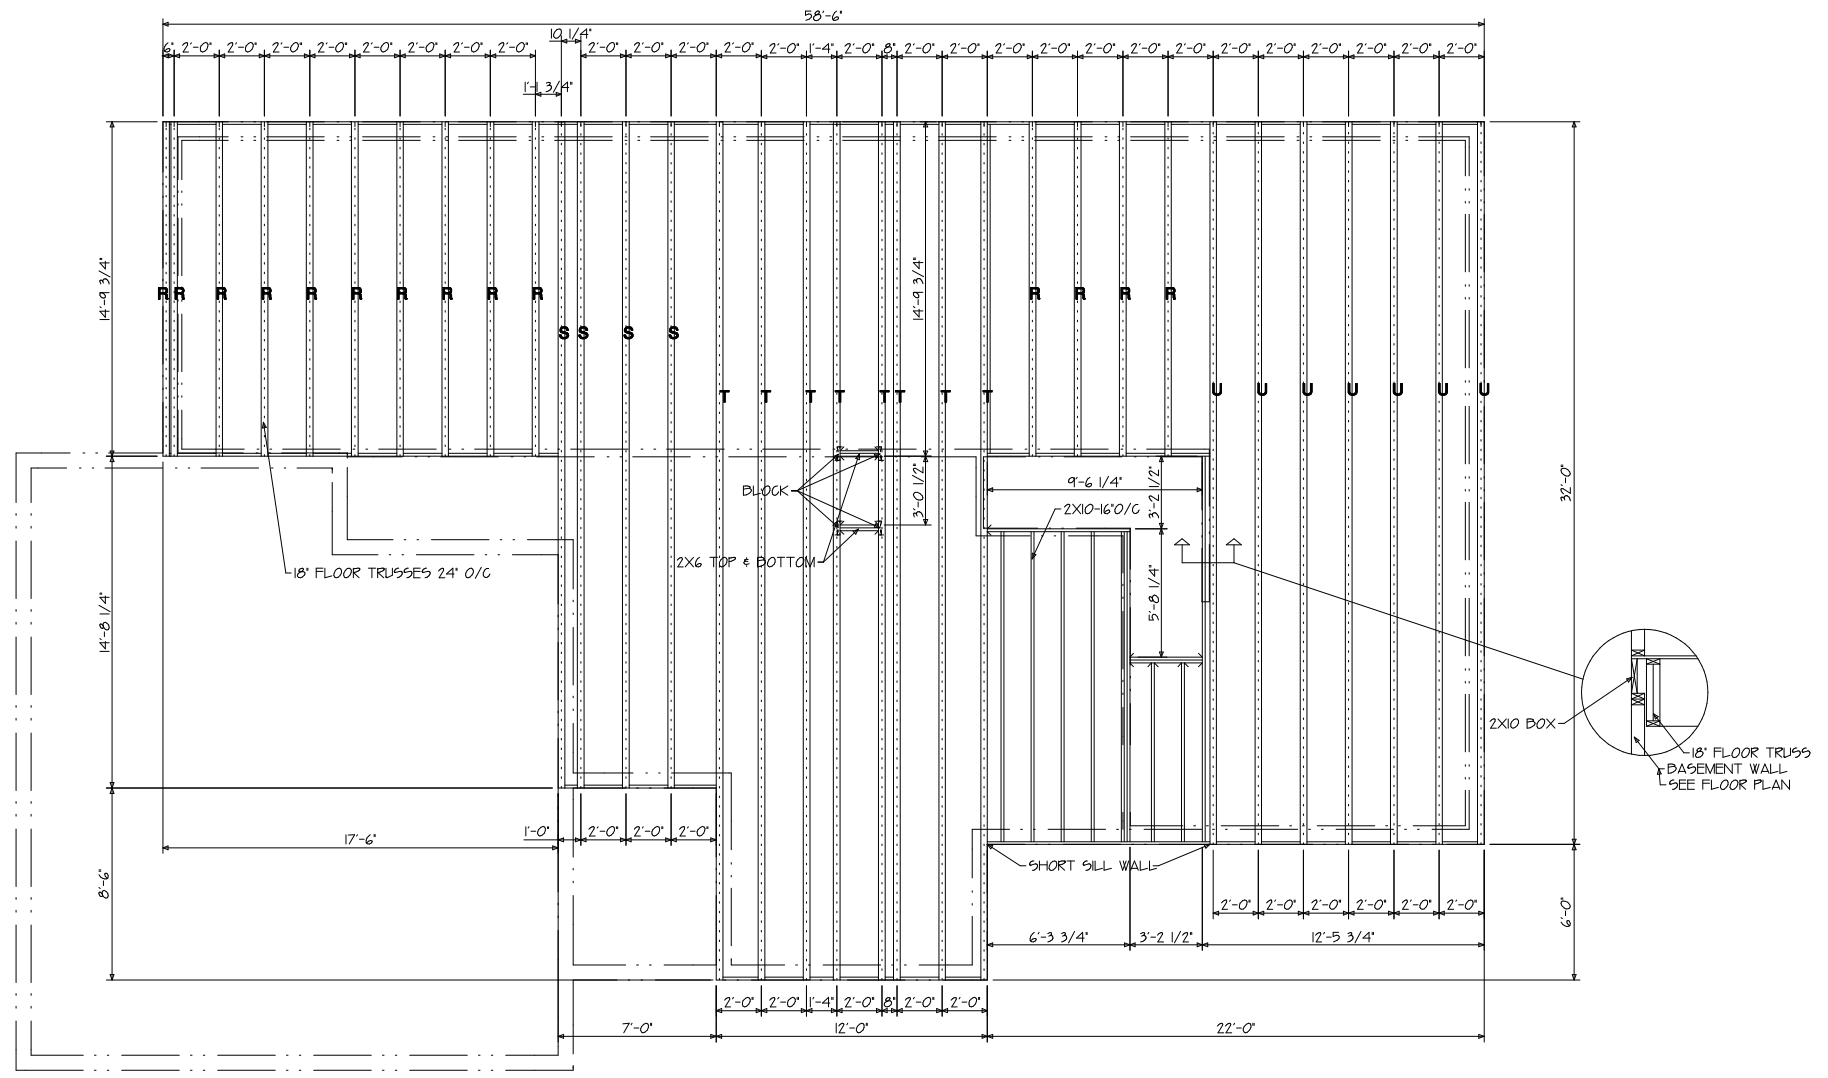 58'-6"
10 1/4"
6" 2'-0" 2'-0" 2'-0" 2'-0" 2'-0" 2'-0" 2'-0" 2'-0" 2'-0" 2'-0" 2'-0" 2'-0" 2'-0" 1'-4" 2'-0" 8" 2'-0" 2'-0" 2'-0" 2'-0" 2'-0" 2'-0" 2'-0" 2'-0" 2'-0" 2'-0" 2'-0" 2'-0"
1'-1 3/4"
14'-9 3/4"
14'-9 3/4"
R R R R R R R R R R R R R R
S S S S
T T T T T T T T
U U U U U U U
9'-6 1/4"
3'-2 1/2"
3'-0 1/2"
32'-0"
BLOCK
2X10-16"O/C
2X6 TOP & BOTTOM
18" FLOOR TRUSSES 24" O/C
5'-8 1/4"
14'-8 1/4"
2X10 BOX
18" FLOOR TRUSS
BASEMENT WALL
SEE FLOOR PLAN
1'-0" 2'-0" 2'-0" 2'-0"
17'-6"
SHORT SILL WALL
8'-6"
2'-0" 2'-0" 2'-0" 2'-0" 2'-0" 2'-0"
6'-0"
6'-3 3/4" 3'-2 1/2" 12'-5 3/4"
2'-0" 2'-0" 1'-4" 2'-0" 8" 2'-0" 2'-0"
7'-0" 12'-0" 22'-0"